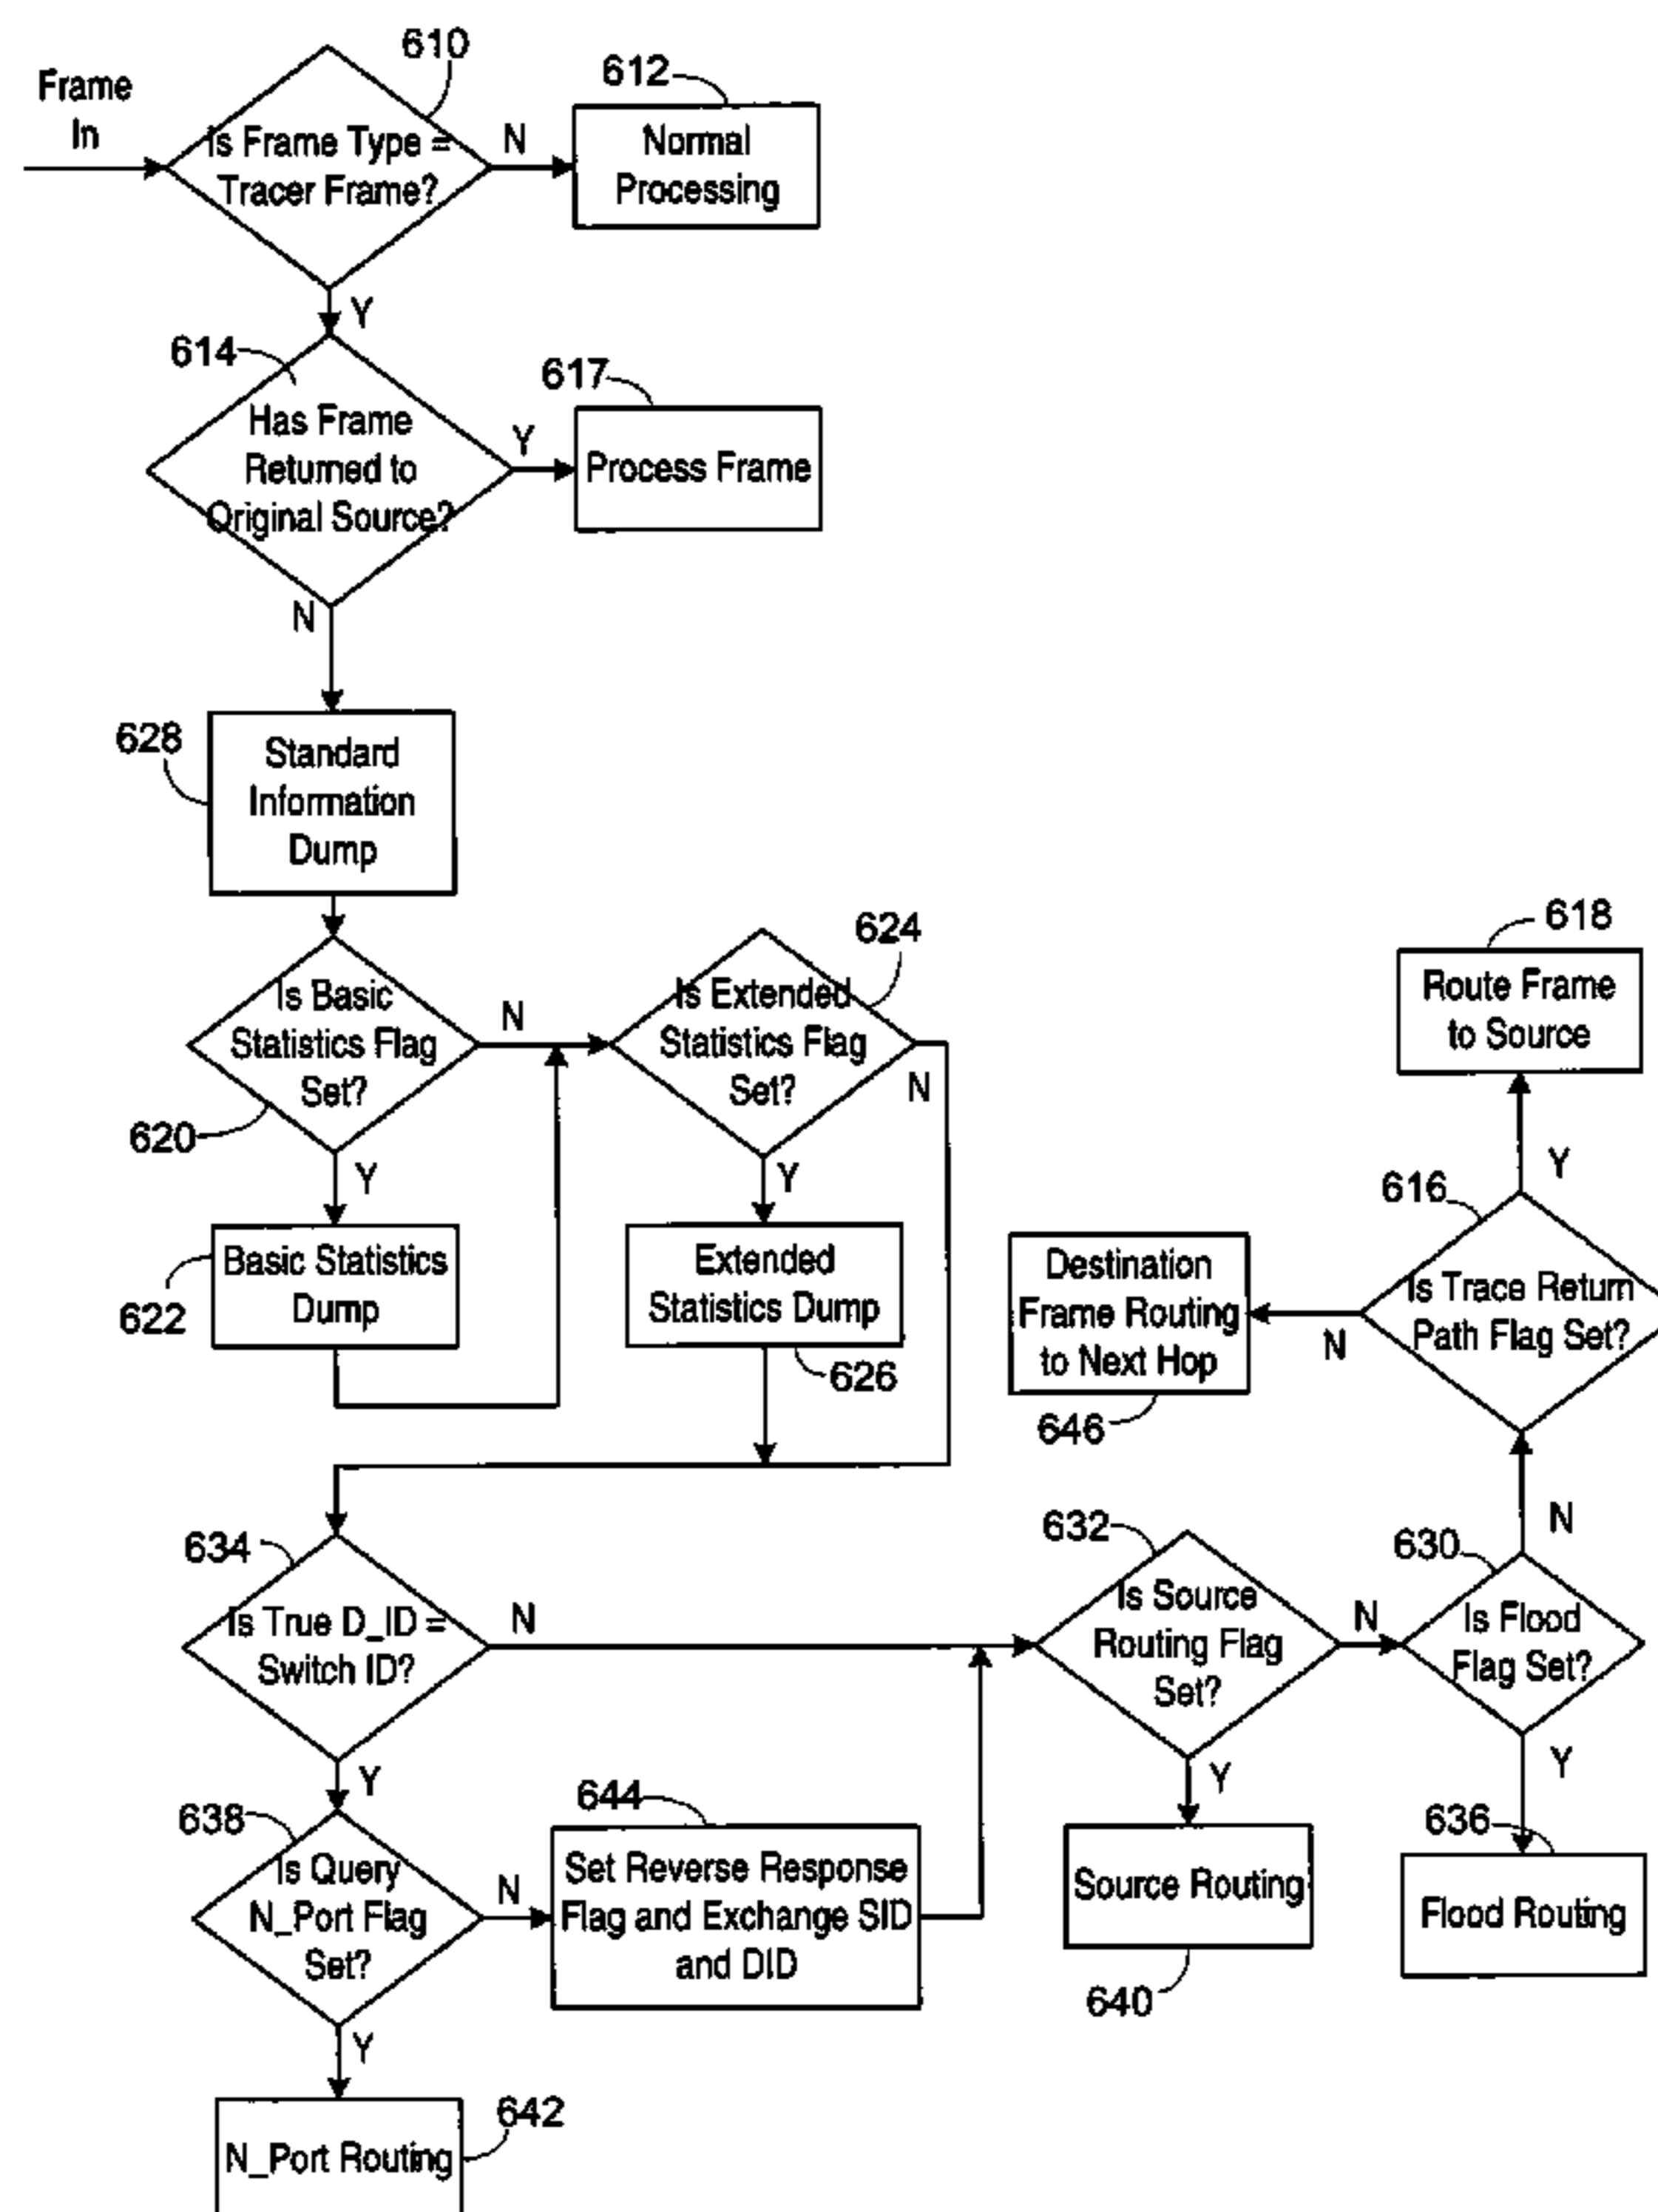 610
Frame
In
Is Frame Type =
Tracer Frame?
N
612
Normal
Processing
Y
614
Has Frame
Returned to
Original Source?
Y
617
Process Frame
N
628
Standard
Information
Dump
Is Basic
Statistics Flag
Set?
620
N
624
Is Extended
Statistics Flag
Set?
N
Y
622
Basic Statistics
Dump
Y
Extended
Statistics Dump
626
618
Route Frame
to Source
Y
616
Is Trace Return
Path Flag Set?
N
Destination
Frame Routing
to Next Hop
646
634
Is True D_ID =
Switch ID?
N
632
Is Source
Routing Flag
Set?
N
630
Is Flood
Flag Set?
N
Y
638
Is Query
N_Port Flag
Set?
N
644
Set Reverse Response
Flag and Exchange SID
and DID
Y
Source Routing
640
Y
636
Flood Routing
Y
642
N_Port Routing